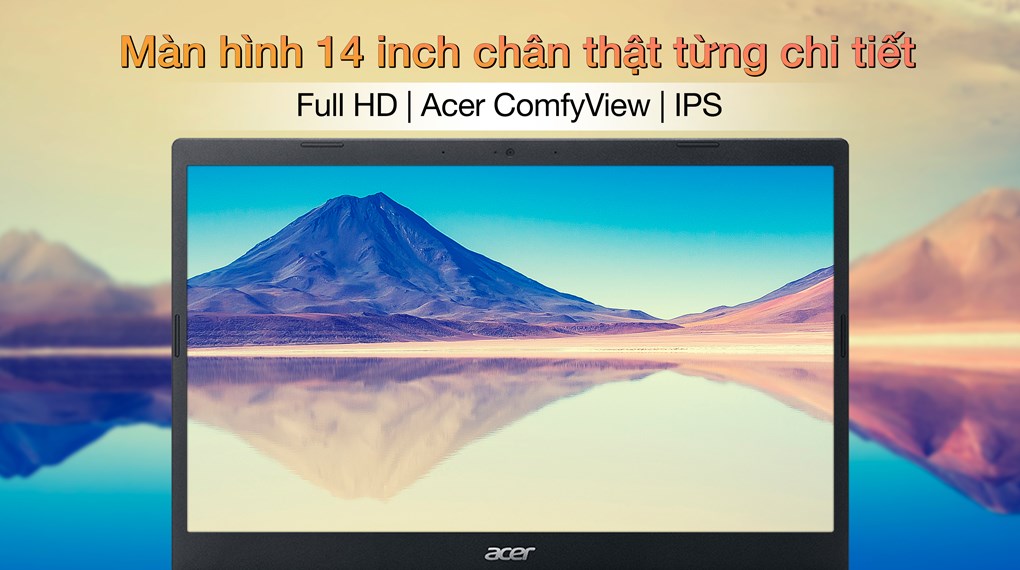 Màn hình 14 inch chân thật từng chi tiết
Full HD | Acer ComfyView | IPS
acer